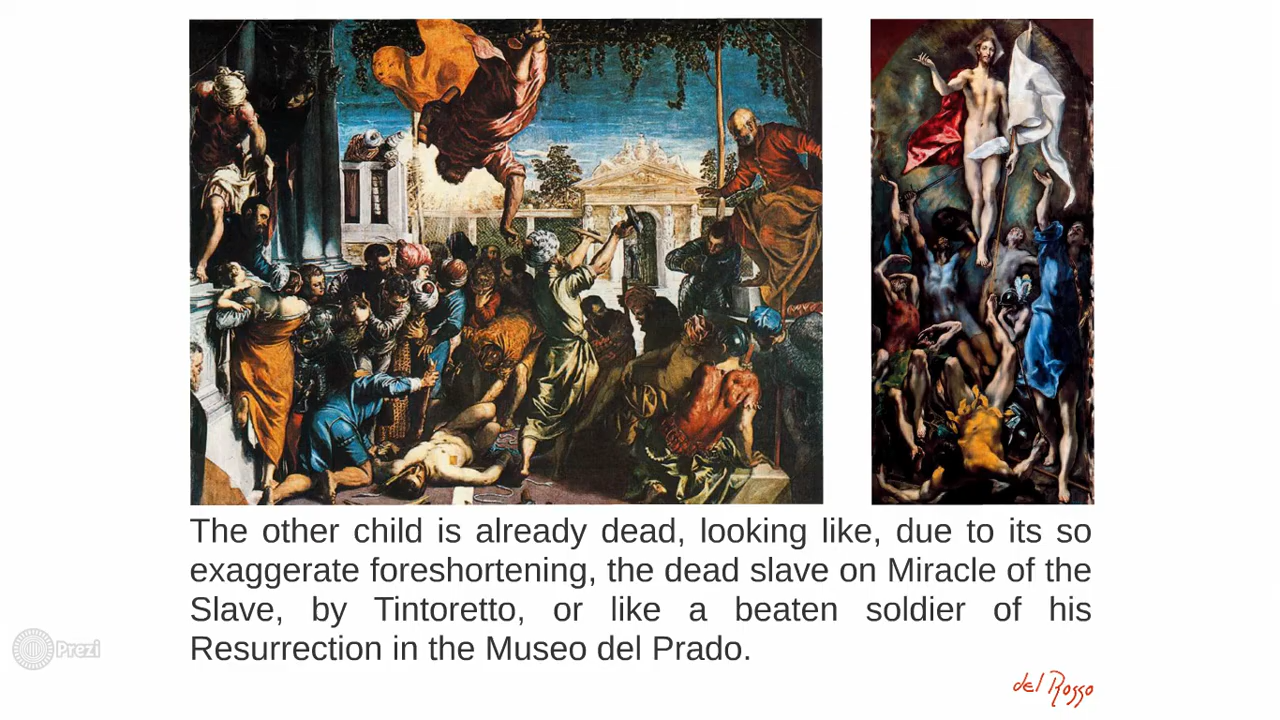 The other child is already dead, looking like, due to its so
exaggerate foreshortening, the dead slave on Miracle of the
Slave, by Tintoretto, or like a beaten soldier of his
Resurrection in the Museo del Prado.
Prezi
del Rosso